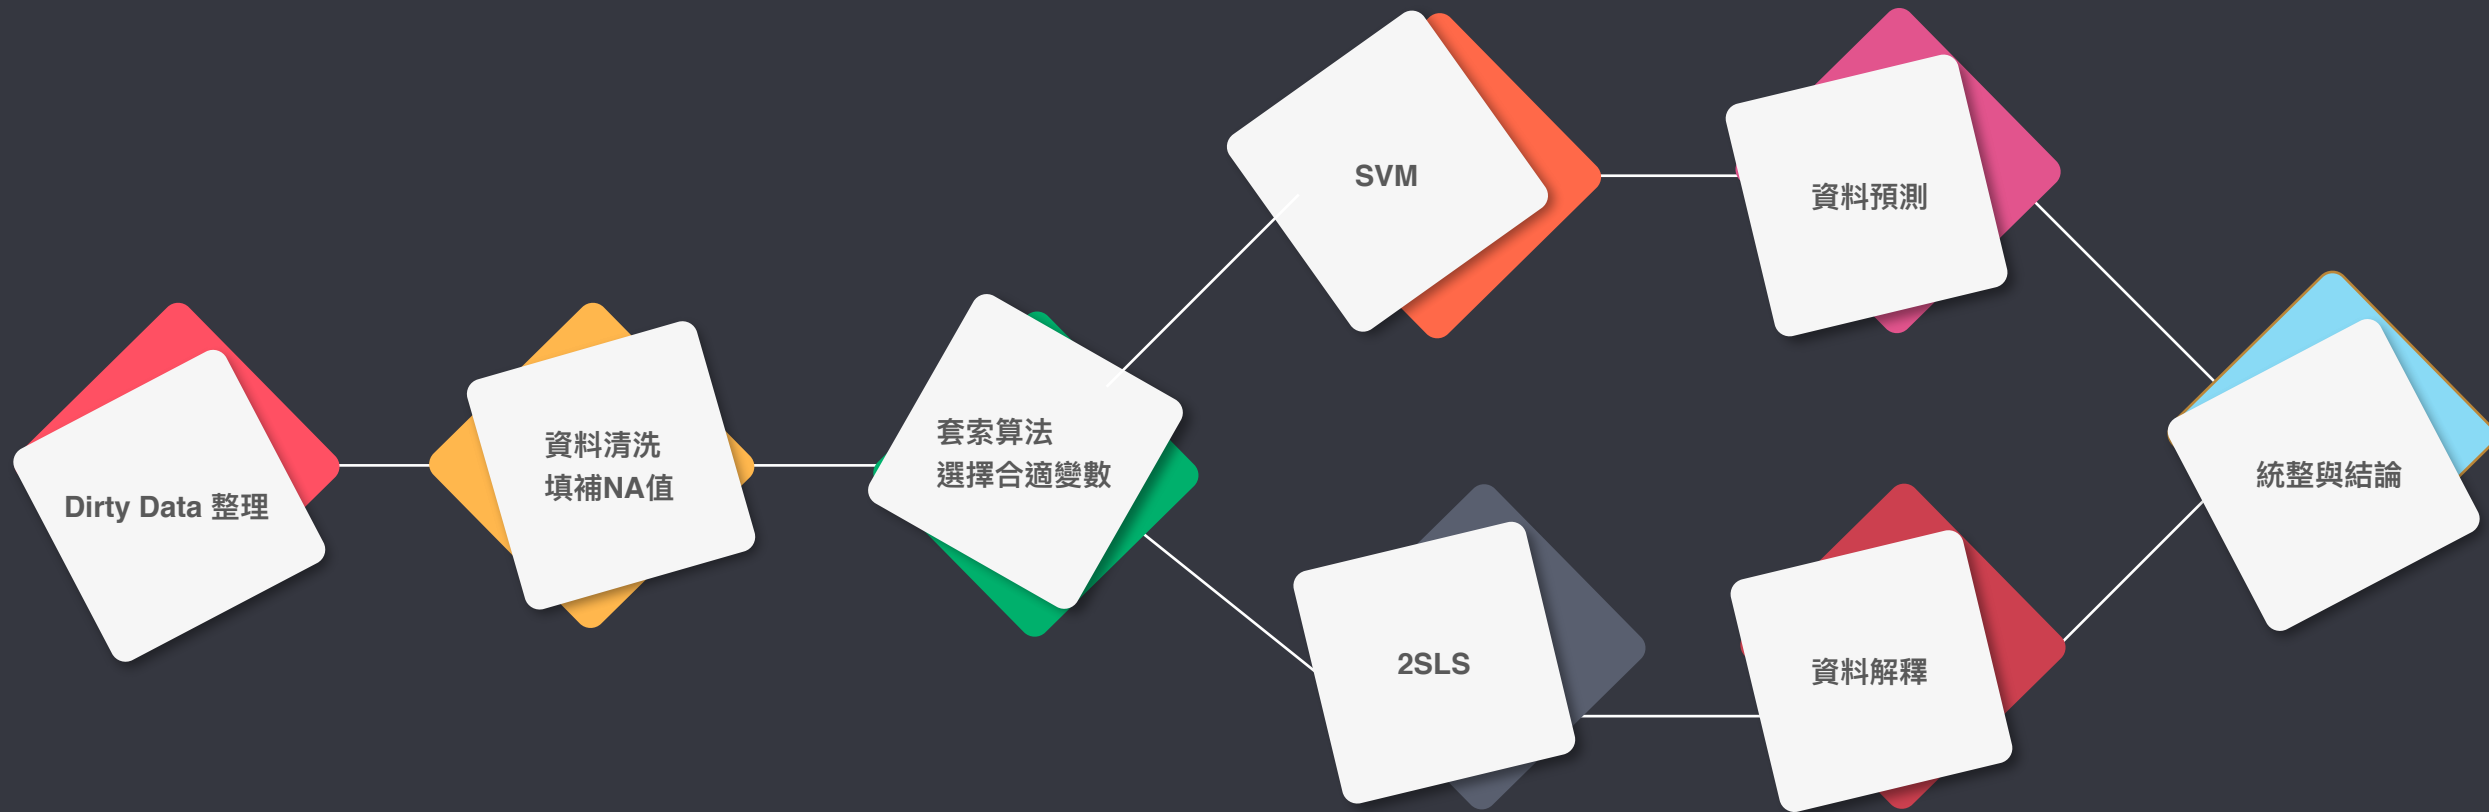 Dirty Data 整理
資料清洗
填補NA值
套索算法
選擇合適變數
SVM
資料預測
2SLS
資料解釋
統整與結論